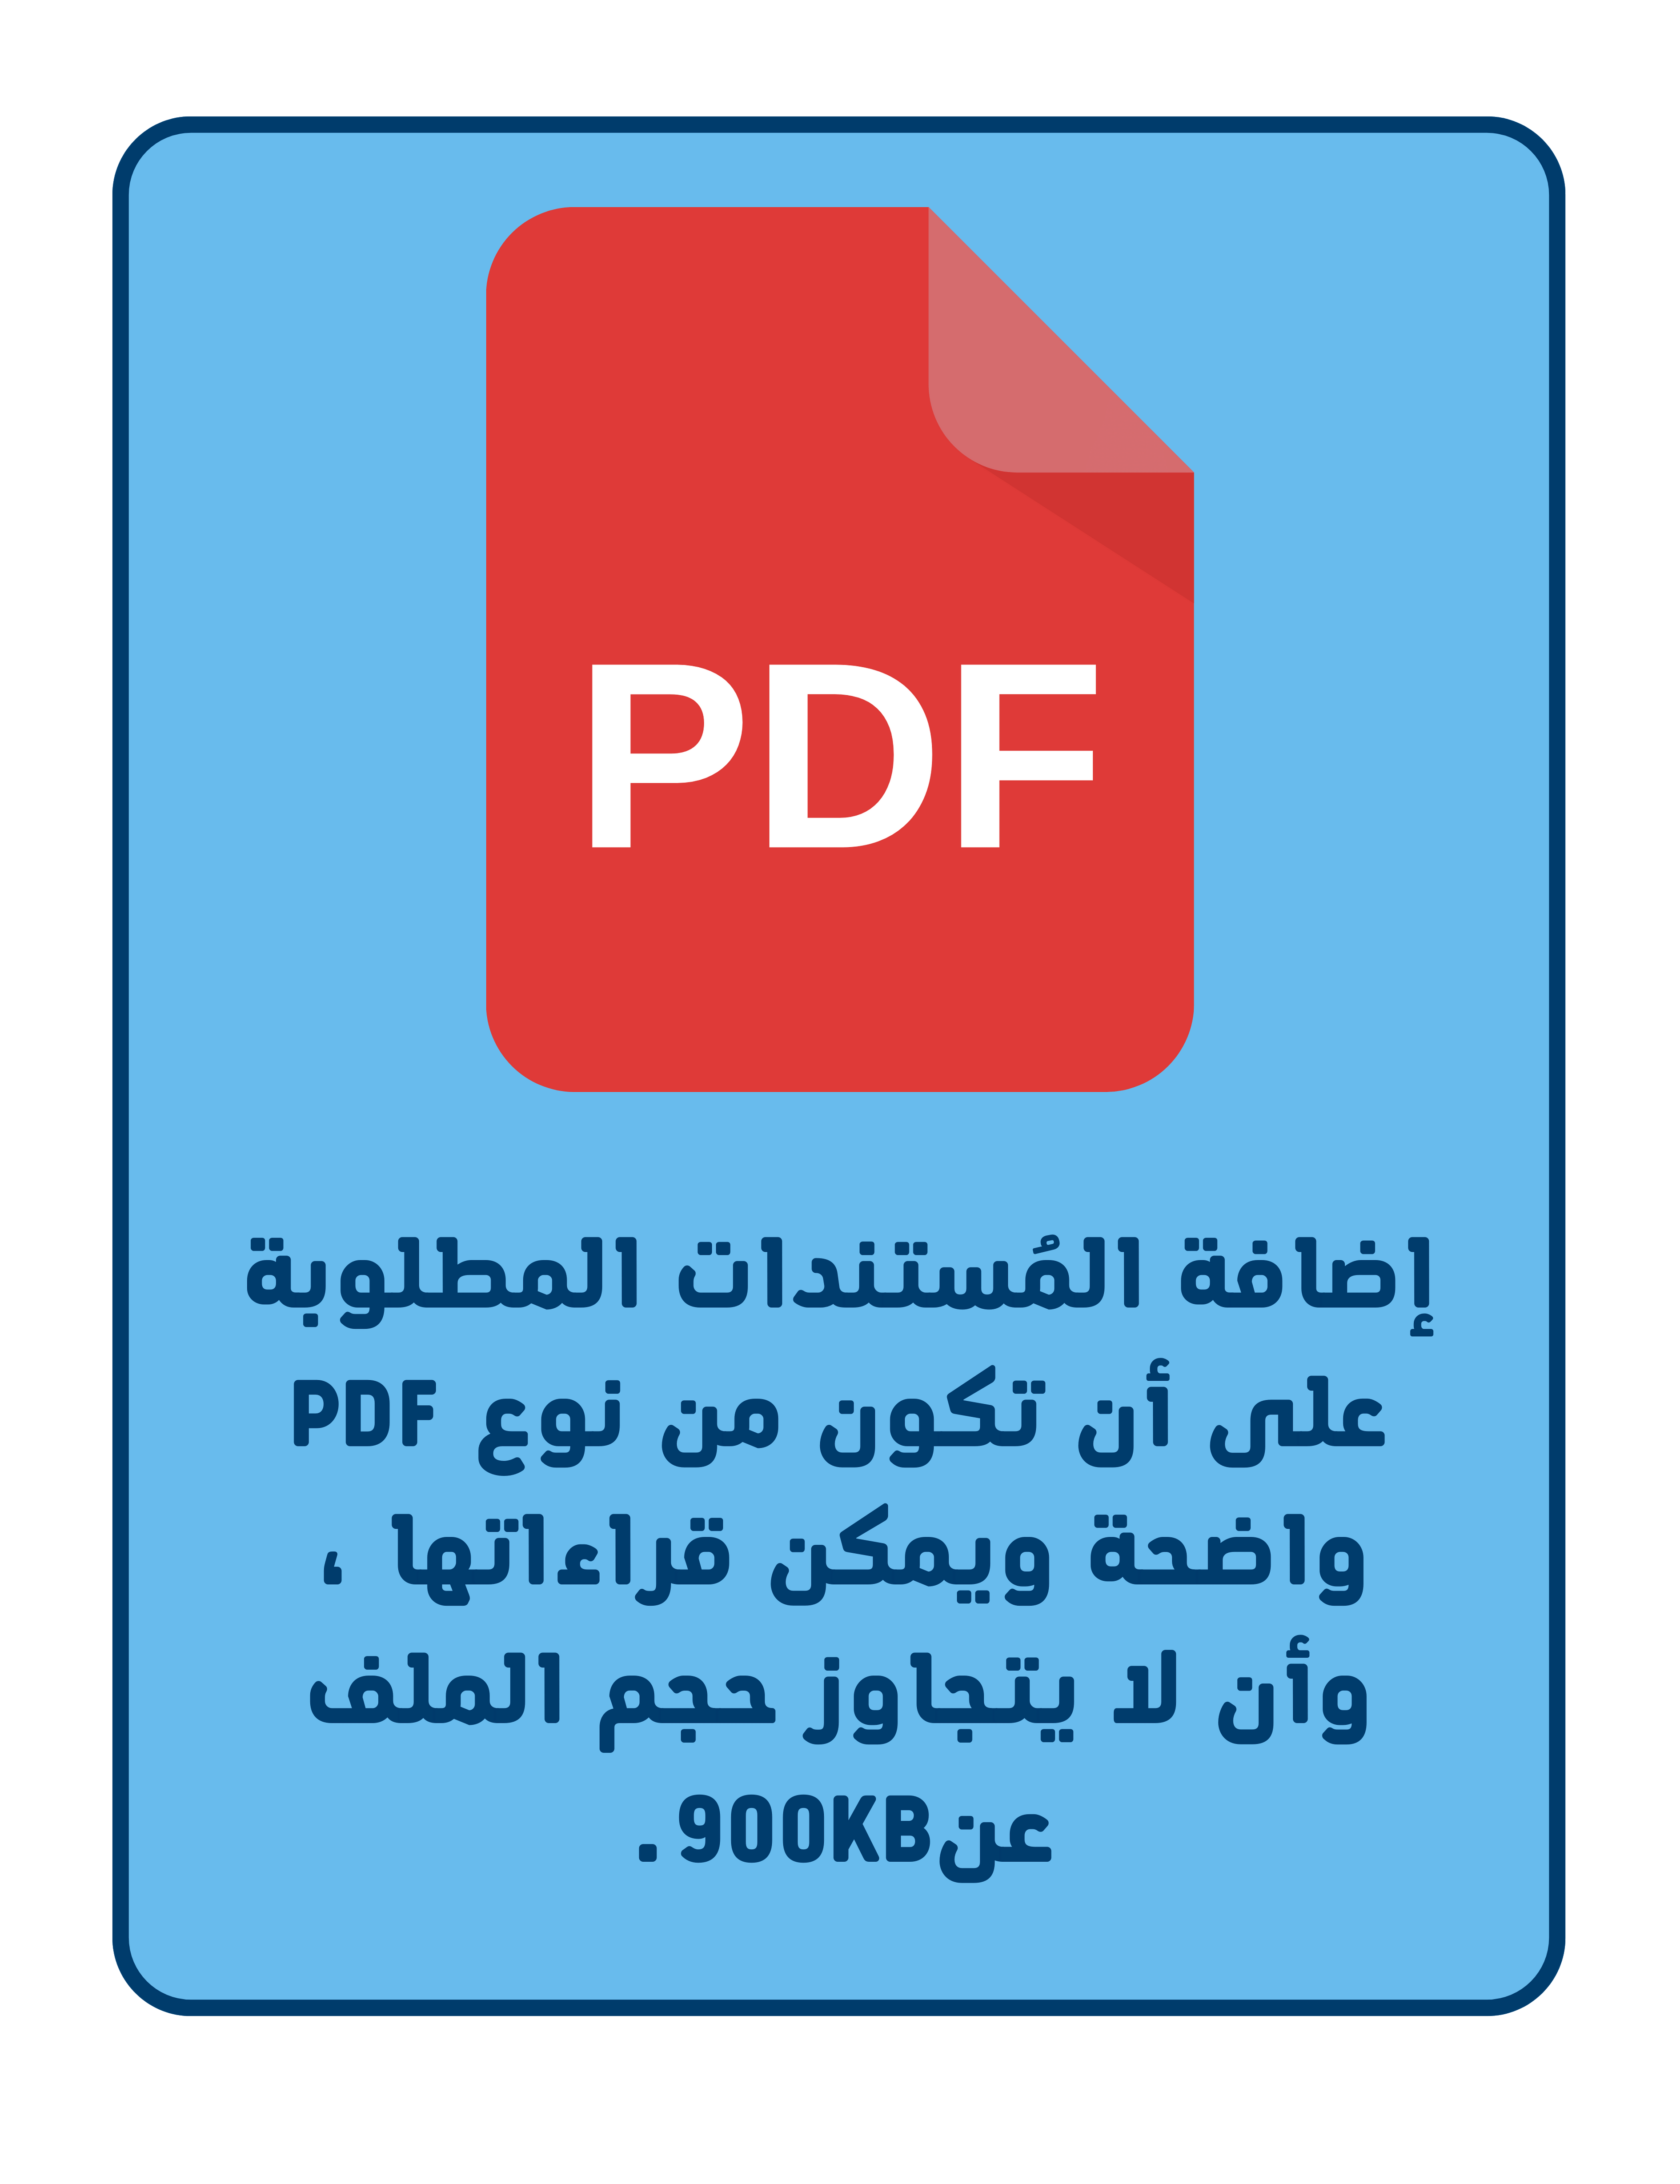 PDF
إضافة المُستندات المطلوبة
على أن تكون من نوع PDF
واضحة ويمكن قراءاتها ،
وأن لا يتجاوز حجم الملف
عن900KB .